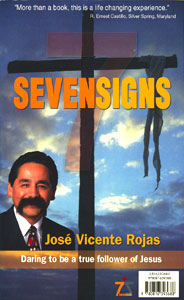 "More than a book, this is a life changing experience."
R. Ernest Castillo, Silver Spring, Maryland
SEVENSIGNS
José Vicente Rojas
Daring to be a true follower of Jesus
7